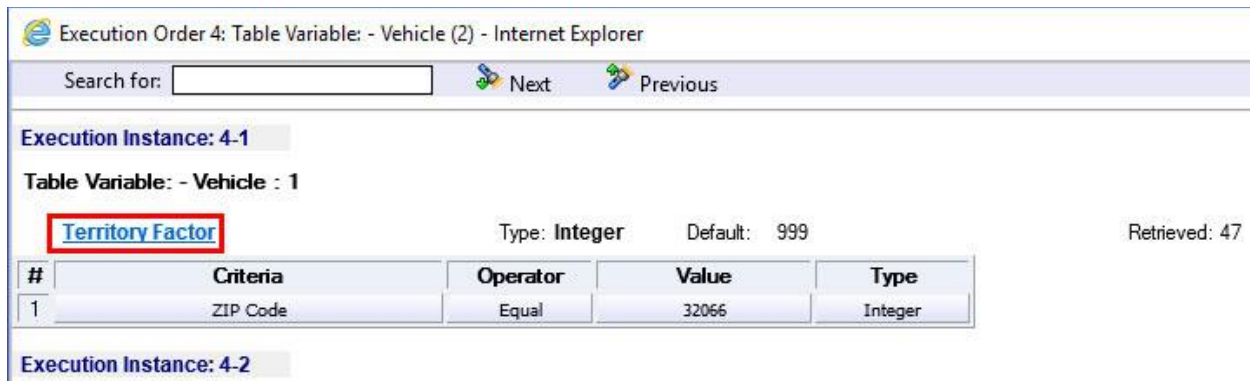 Execution Order 4: Table Variable: - Vehicle (2) - Internet Explorer
Search for: Next Previous
Execution Instance: 4-1
Table Variable: - Vehicle : 1
Territory Factor Type: Integer Default: 999 Retrieved: 47
# Criteria Operator Value Type
1 ZIP Code Equal 32066 Integer
Execution Instance: 4-2